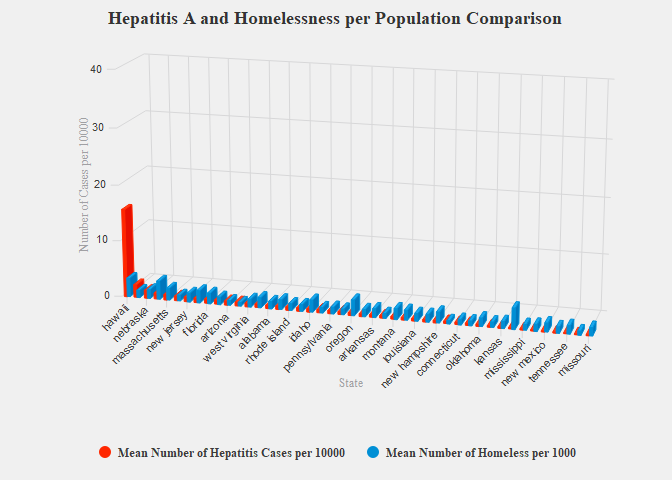 Hepatitis A and Homelessness per Population Comparison
40
30
20
10
0
Number of Cases per 10000
hawaii
nebraska
massachusetts
new jersey
florida
arizona
west virginia
alabama
rhode island
idaho
pennsylvania
oregon
arkansas
montana
louisiana
new hampshire
connecticut
oklahoma
kansas
mississippi
new mexico
tennessee
missouri
State
Mean Number of Hepatitis Cases per 10000 Mean Number of Homeless per 1000